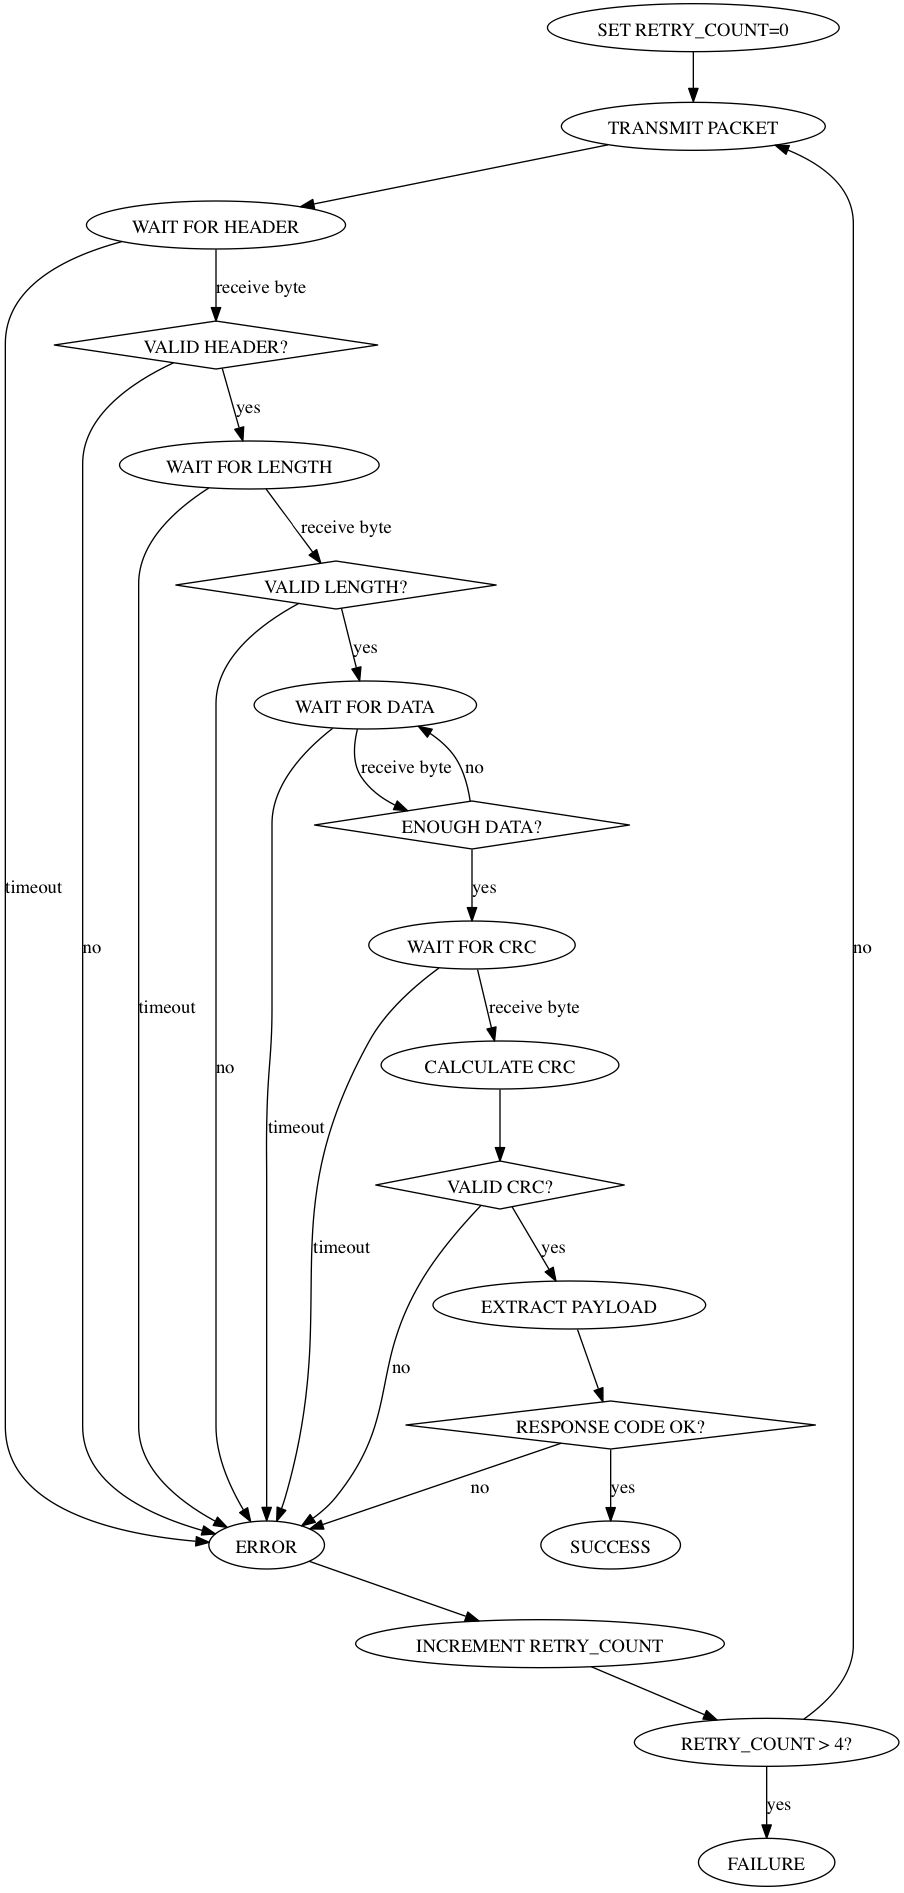 SET RETRY_COUNT=0
TRANSMIT PACKET
WAIT FOR HEADER
receive byte
VALID HEADER?
yes
WAIT FOR LENGTH
receive byte
VALID LENGTH?
yes
WAIT FOR DATA
receive byte
no
ENOUGH DATA?
timeout
yes
WAIT FOR CRC
no
no
timeout
receive byte
no
CALCULATE CRC
timeout
VALID CRC?
timeout
yes
EXTRACT PAYLOAD
no
RESPONSE CODE OK?
no
yes
ERROR
SUCCESS
INCREMENT RETRY_COUNT
RETRY_COUNT > 4?
yes
FAILURE